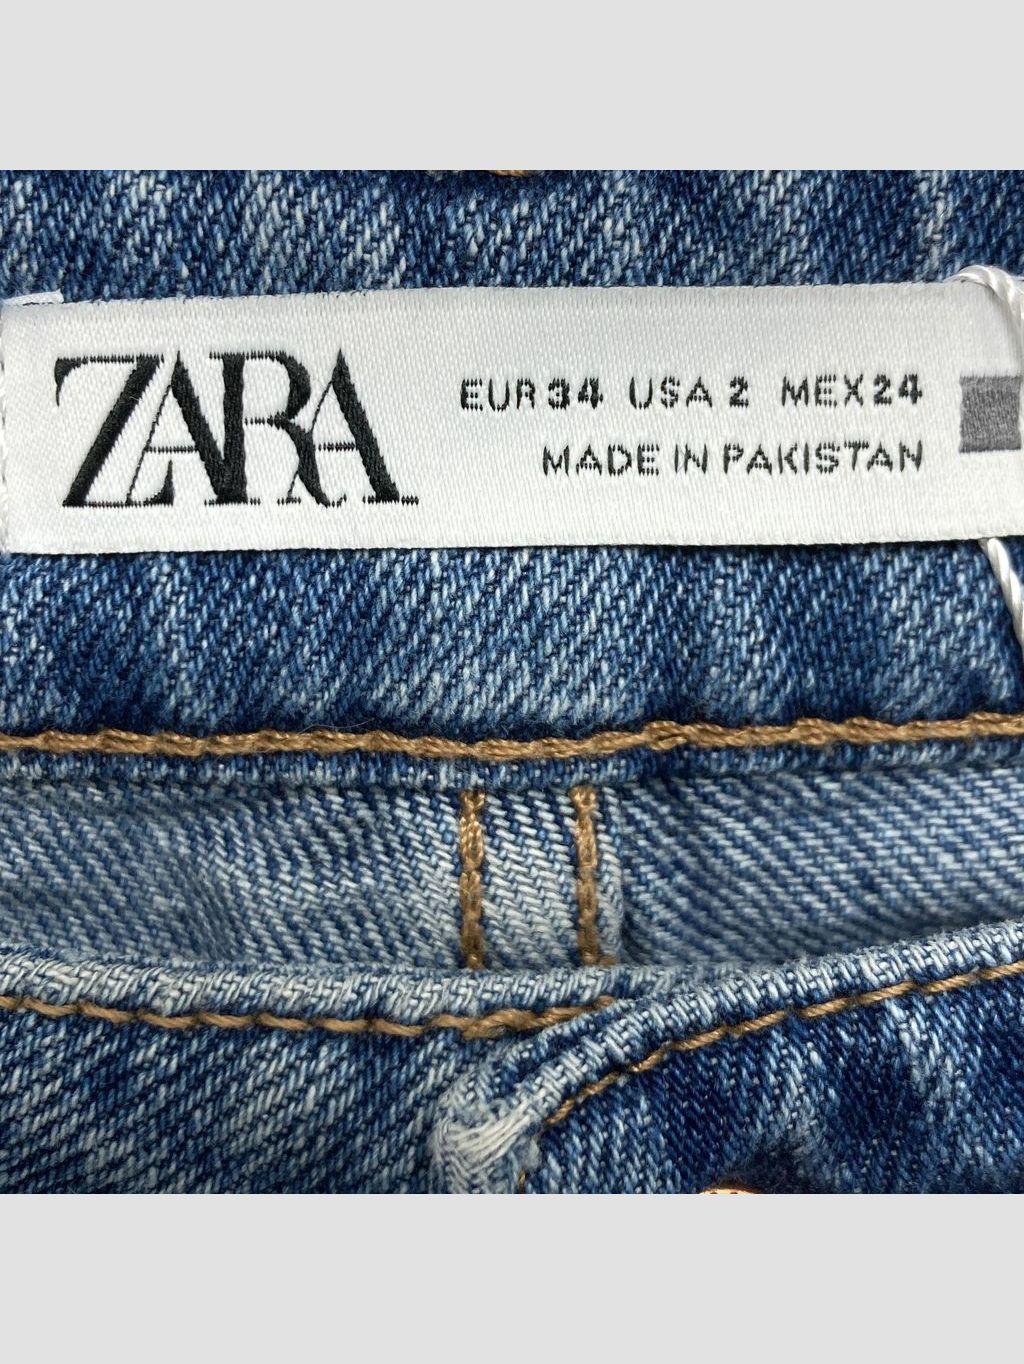 ZARA
EUR 34 USA 2 MEX 24
MADE IN PAKISTAN